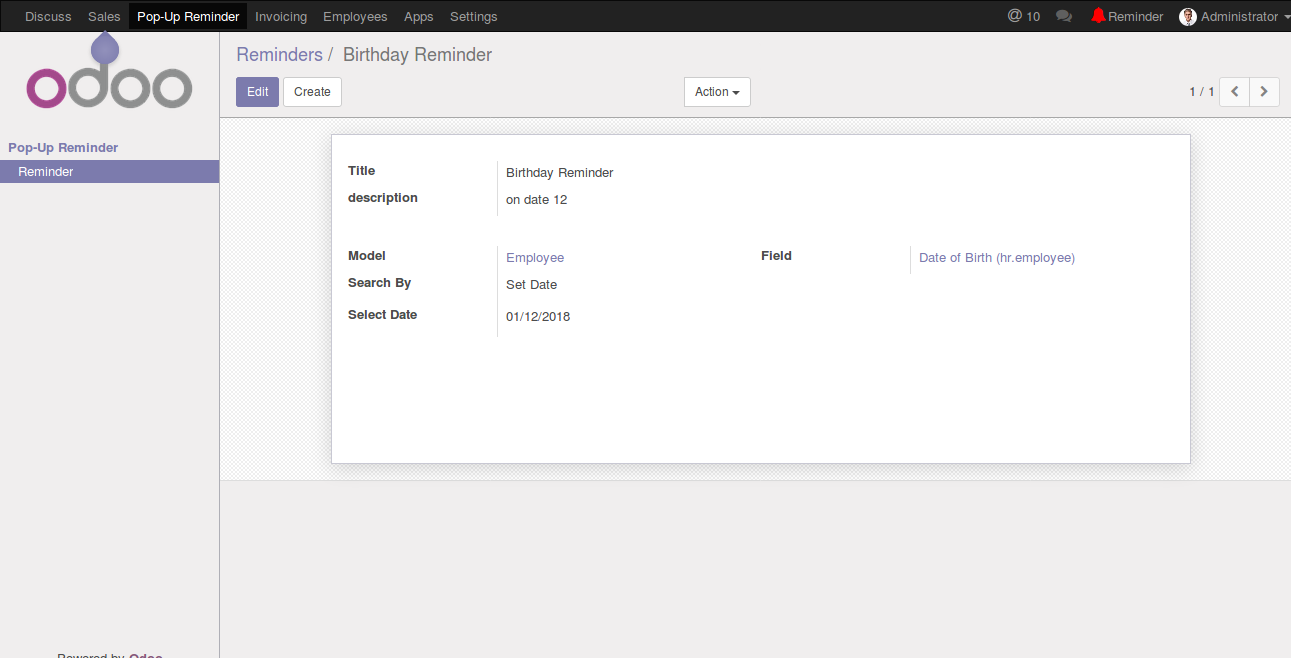 Discuss Sales Pop-Up Reminder Invoicing Employees Apps Settings @ 10 Reminder Administrator
odoo
Reminders / Birthday Reminder
Edit Create Action 1 / 1
Pop-Up Reminder
Reminder
Title Birthday Reminder
description on date 12
Model Employee Field Date of Birth (hr.employee)
Search By Set Date
Select Date 01/12/2018
Powered by Odoo